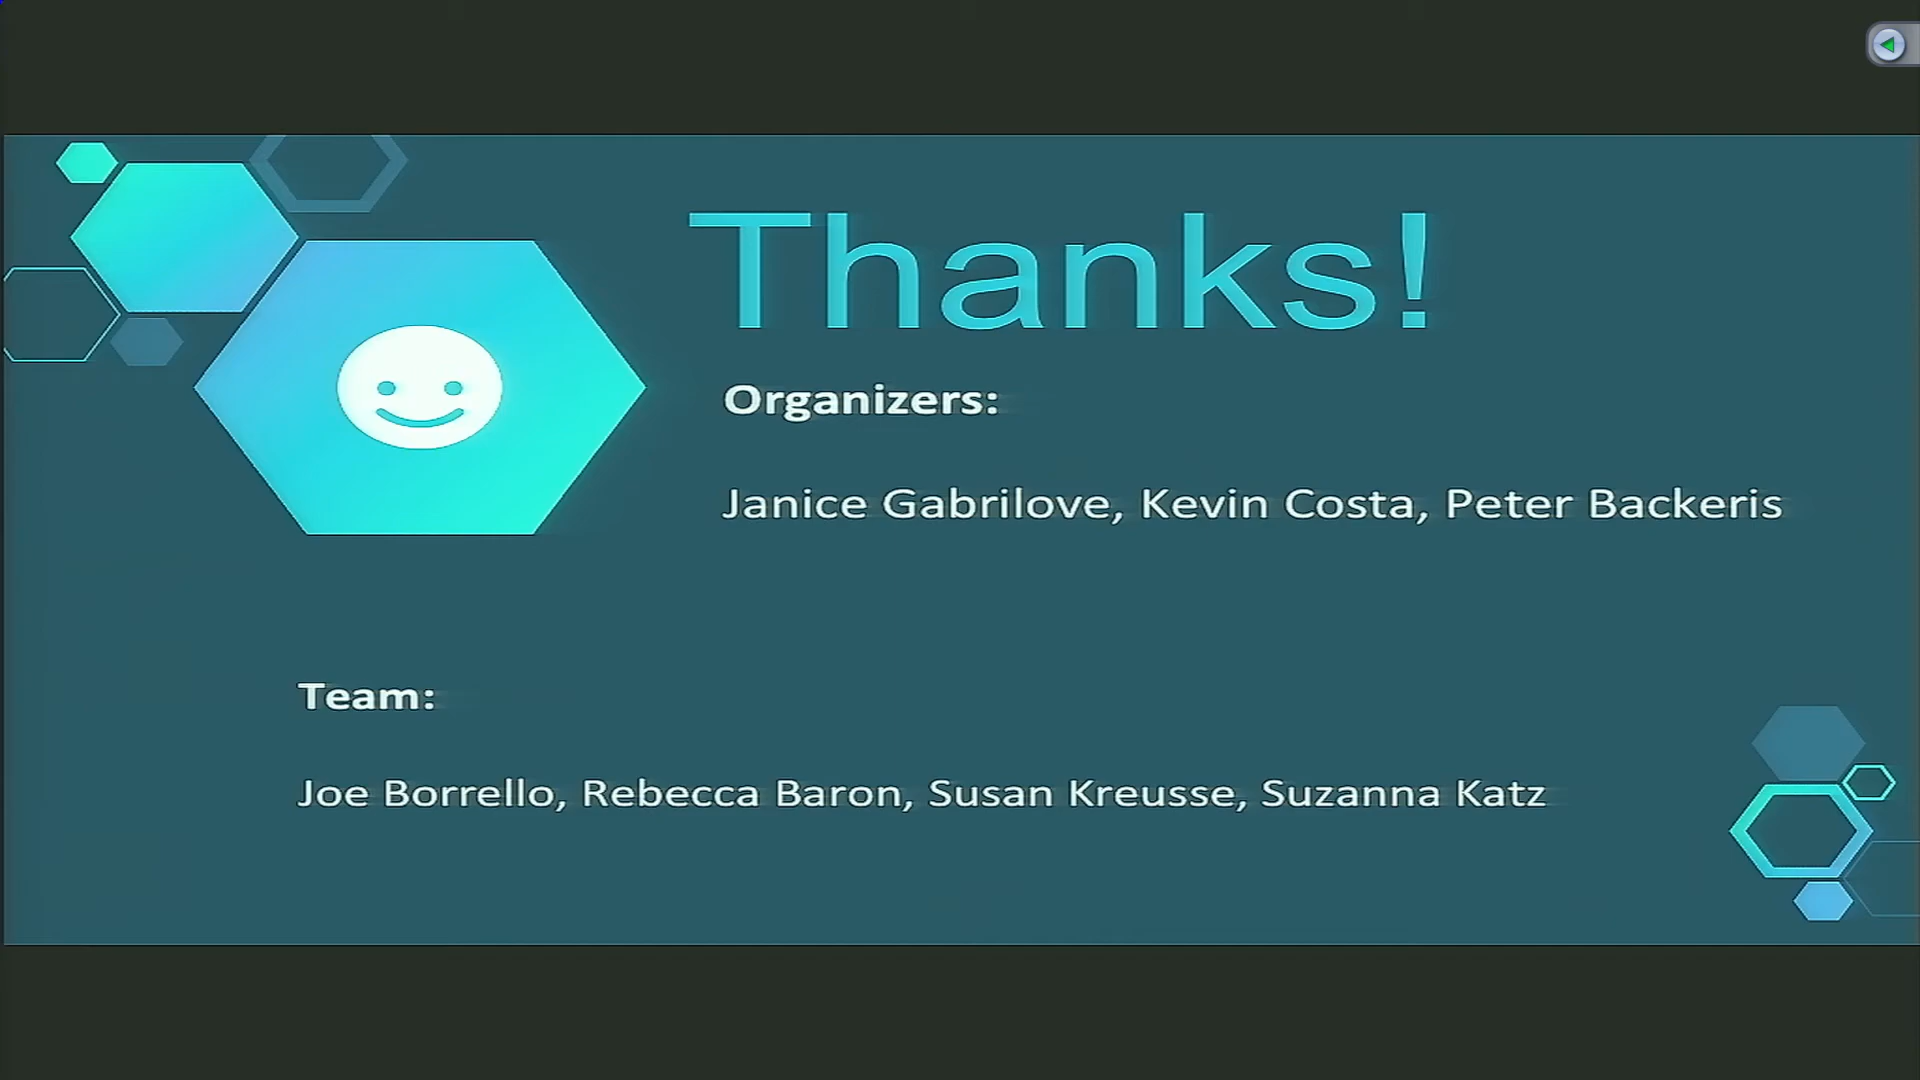 Thanks!
Organizers:
Janice Gabrilove, Kevin Costa, Peter Backeris
Team:
Joe Borrello, Rebecca Baron, Susan Kreusse, Suzanna Katz